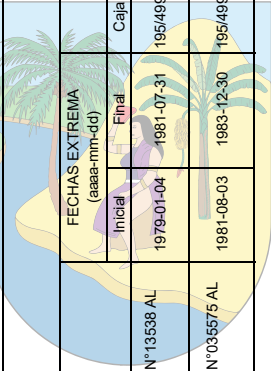 FECHAS EXTREMA
(aaaa-mm-dd)
Inicial Final Caja
N°13538 AL 1979-01-04 1981-07-31 195/499
N°035575 AL 1981-08-03 1983-12-30 195/499